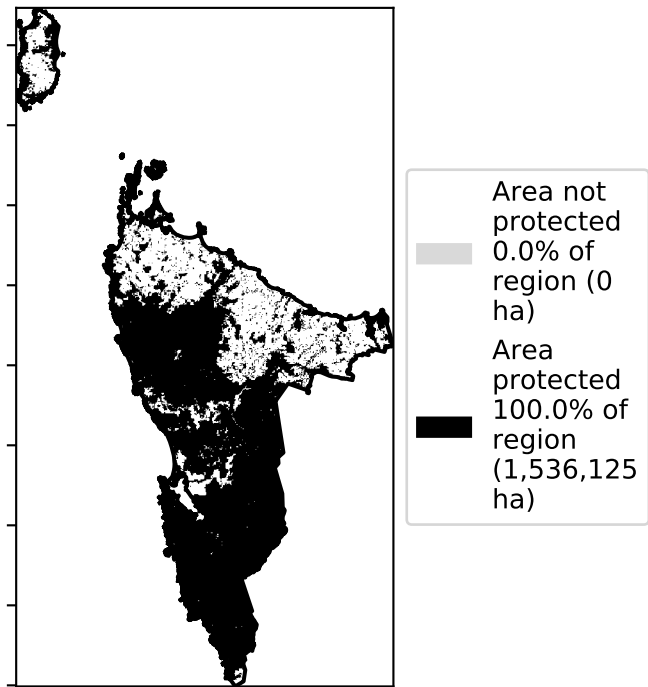 Area not
protected
0.0% of
region (0
ha)
Area
protected
100.0% of
region
(1,536,125
ha)